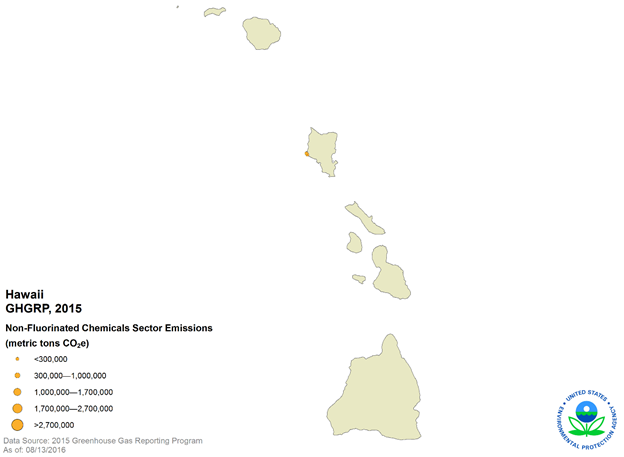 Hawaii
GHGRP, 2015
Non-Fluorinated Chemicals Sector Emissions
(metric tons CO₂e)
<300,000
300,000—1,000,000
1,000,000—1,700,000
1,700,000—2,700,000
>2,700,000
Data Source: 2015 Greenhouse Gas Reporting Program
As of: 08/13/2016
UNITED STATES
ENVIRONMENTAL PROTECTION AGENCY